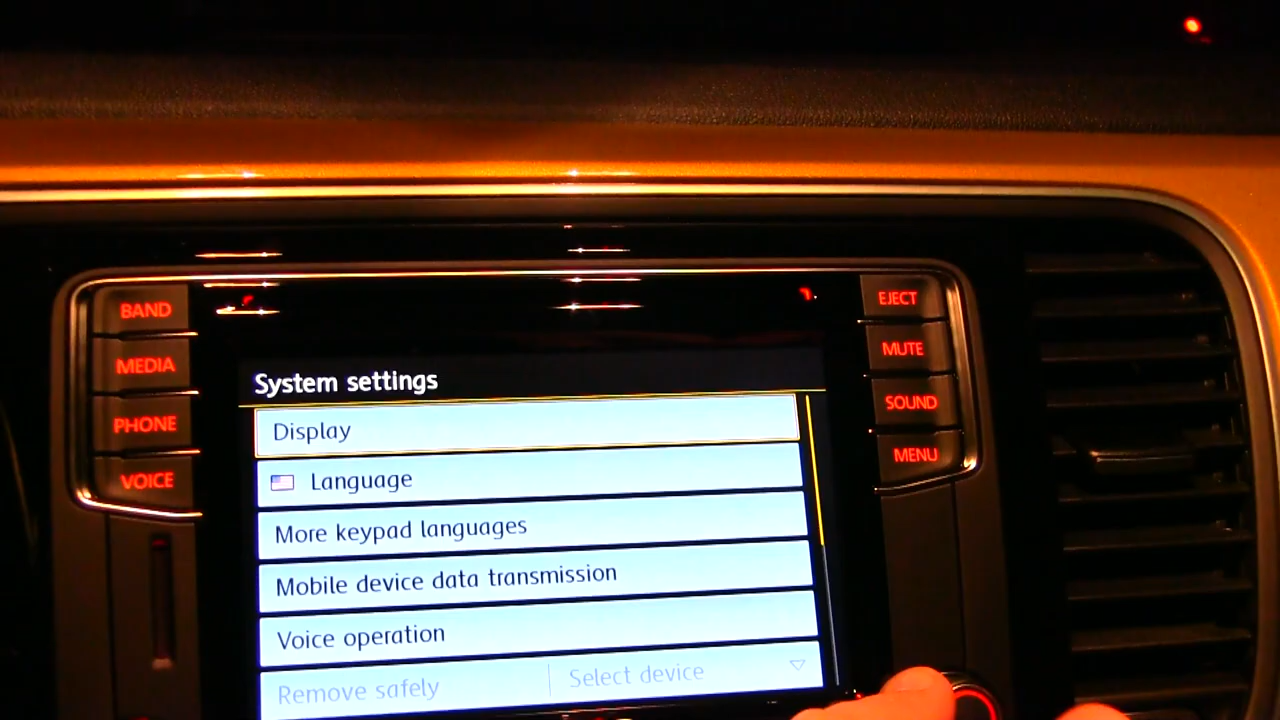 BAND
MEDIA
PHONE
VOICE
System settings
Display
Language
More keypad languages
Mobile device data transmission
Voice operation
Remove safely
Select device
EJECT
MUTE
SOUND
MENU